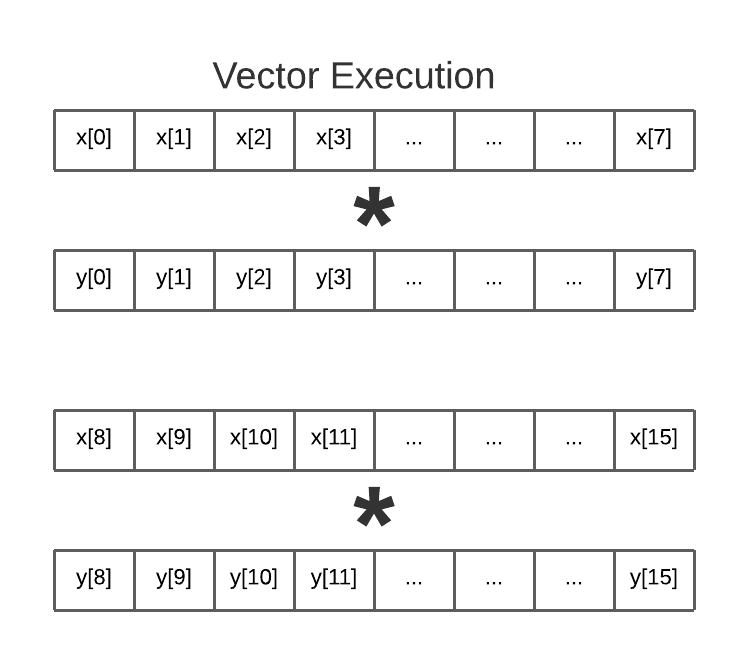 Vector Execution
x[0] x[1] x[2] x[3] ... ... ... x[7]
*
y[0] y[1] y[2] y[3] ... ... ... y[7]
x[8] x[9] x[10] x[11] ... ... ... x[15]
*
y[8] y[9] y[10] y[11] ... ... ... y[15]